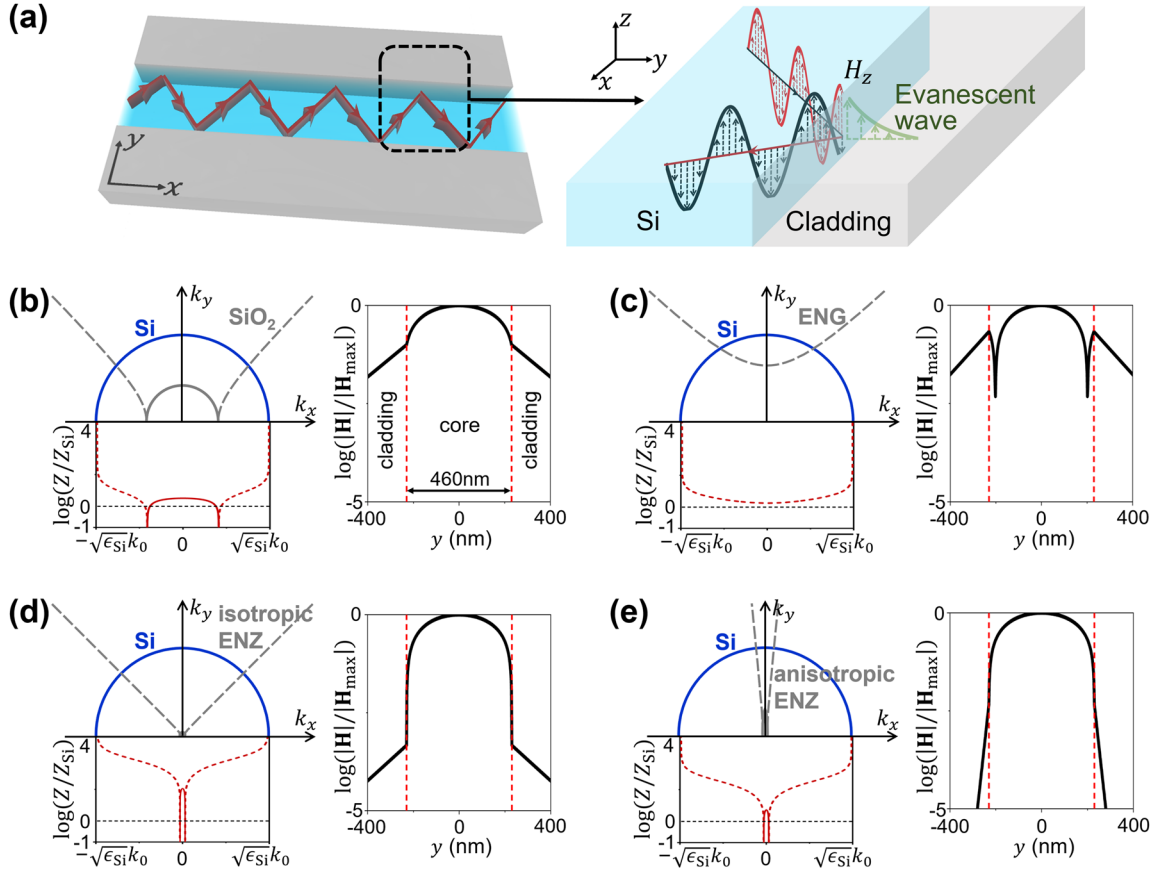 (a)
y
x
z
y
x
H_z
Evanescent
wave
Si
Cladding
(b)
k_y
Si
SiO₂
k_x
log(Z/Z_Si)
4
0
-1
−√ϵ_Si k₀
0
√ϵ_Si k₀
log(|H|/|H_max|)
0
-5
cladding
core
cladding
460nm
-400
0
400
y (nm)
(c)
k_y
Si
ENG
k_x
log(Z/Z_Si)
4
0
-1
−√ϵ_Si k₀
0
√ϵ_Si k₀
log(|H|/|H_max|)
0
-5
-400
0
400
y (nm)
(d)
k_y
Si
isotropic
ENZ
k_x
log(Z/Z_Si)
4
0
-1
−√ϵ_Si k₀
0
√ϵ_Si k₀
log(|H|/|H_max|)
0
-5
-400
0
400
y (nm)
(e)
k_y
Si
anisotropic
ENZ
k_x
log(Z/Z_Si)
4
0
-1
−√ϵ_Si k₀
0
√ϵ_Si k₀
log(|H|/|H_max|)
0
-5
-400
0
400
y (nm)